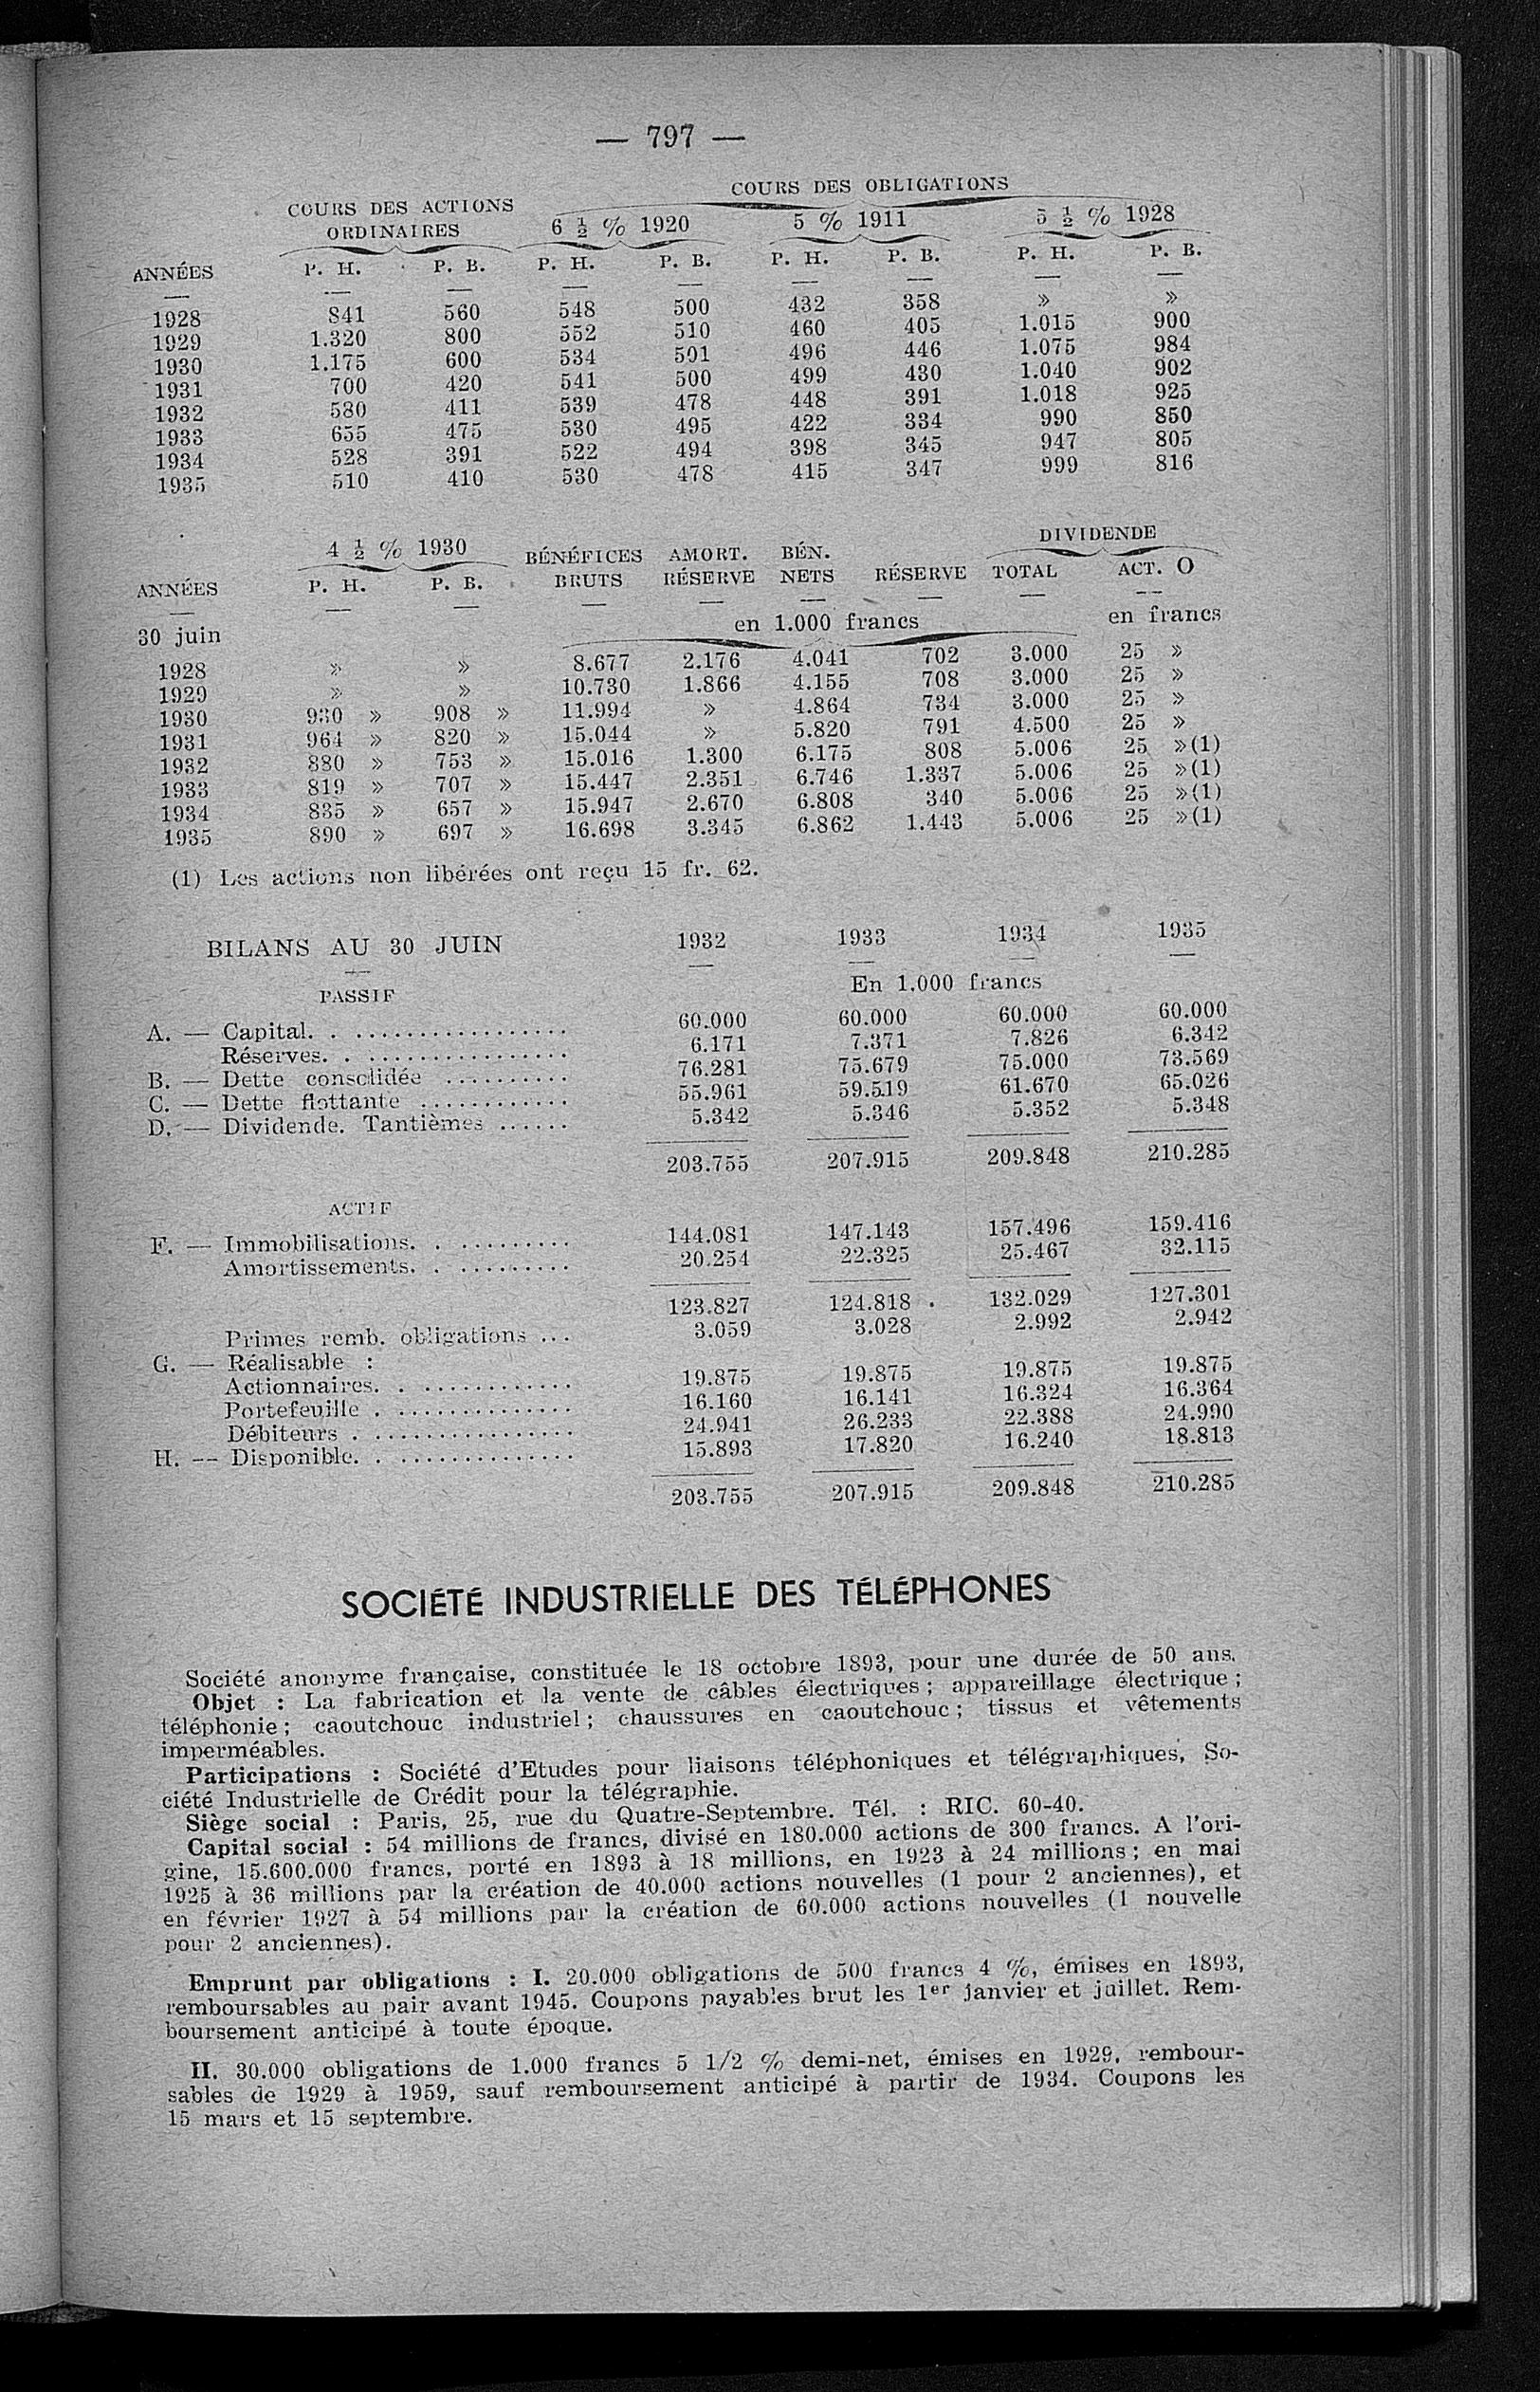 — 797 —
COURS DES OBLIGATIONS
COURS DES ACTIONS
ORDINAIRES 6 ½ % 1920 5 % 1911 5 ½ % 1928
ANNÉES P. H. P. B. P. H. P. B. P. H. P. B. P. H. P. B.
1928 841 560 548 500 432 358 » »
1929 1.320 800 552 510 460 405 1.015 900
1930 1.175 600 534 501 496 446 1.075 984
1931 700 420 541 500 499 430 1.040 902
1932 580 411 539 478 448 391 1.018 925
1933 655 475 530 495 422 334 990 850
1934 528 391 522 494 398 345 947 805
1935 510 410 530 478 415 347 999 816
4 ½ % 1930 BÉNÉFICES AMORT. BÉN. DIVIDENDE
ANNÉES P. H. P. B. BRUTS RÉSERVE NETS RÉSERVE TOTAL ACT. O
30 juin en 1.000 francs en francs
1928 » » 8.677 2.176 4.041 702 3.000 25 »
1929 » » 10.730 1.866 4.155 708 3.000 25 »
1930 930 » 908 » 11.994 » 4.864 734 3.000 25 »
1931 964 » 820 » 15.044 » 5.820 791 4.500 25 »
1932 880 » 753 » 15.016 1.300 6.175 808 5.006 25 »(1)
1933 819 » 707 » 15.447 2.351 6.746 1.337 5.006 25 »(1)
1934 835 » 657 » 15.947 2.670 6.808 340 5.006 25 »(1)
1935 890 » 697 » 16.698 3.345 6.862 1.443 5.006 25 »(1)
(1) Les actions non libérées ont reçu 15 fr. 62.
BILANS AU 30 JUIN 1932 1933 1934 1935
PASSIF En 1.000 francs
A. — Capital. . . . . . . . . . . . . . . . . . . 60.000 60.000 60.000 60.000
Réserves. . . . . . . . . . . . . . . . . . 6.171 7.371 7.826 6.342
B. — Dette consolidée . . . . . . . . . . 76.281 75.679 75.000 73.569
C. — Dette flottante . . . . . . . . . . . . 55.961 59.519 61.670 65.026
D. — Dividende. Tantièmes . . . . . . 5.342 5.346 5.352 5.348
203.755 207.915 209.848 210.285
ACTIF
F. — Immobilisations. . . . . . . . . . . 144.081 147.143 157.496 159.416
Amortissements. . . . . . . . . . . 20.254 22.325 25.467 32.115
123.827 124.818 132.029 127.301
Primes remb. obligations ... 3.059 3.028 2.992 2.942
G. — Réalisable :
Actionnaires. . . . . . . . . . . . . . 19.875 19.875 19.875 19.875
Portefeuille . . . . . . . . . . . . . . . 16.160 16.141 16.324 16.364
Débiteurs . . . . . . . . . . . . . . . . . 24.941 26.233 22.388 24.990
H. — Disponible. . . . . . . . . . . . . . . . 15.893 17.820 16.240 18.813
203.755 207.915 209.848 210.285
SOCIÉTÉ INDUSTRIELLE DES TÉLÉPHONES
Société anonyme française, constituée le 18 octobre 1893, pour une durée de 50 ans.
Objet : La fabrication et la vente de câbles électriques ; appareillage électrique ;
téléphonie ; caoutchouc industriel ; chaussures en caoutchouc ; tissus et vêtements
imperméables.
Participations : Société d'Etudes pour liaisons téléphoniques et télégraphiques, So-
ciété Industrielle de Crédit pour la télégraphie.
Siège social : Paris, 25, rue du Quatre-Septembre. Tél. : RIC. 60-40.
Capital social : 54 millions de francs, divisé en 180.000 actions de 300 francs. A l'ori-
gine, 15.600.000 francs, porté en 1893 à 18 millions, en 1923 à 24 millions ; en mai
1925 à 36 millions par la création de 40.000 actions nouvelles (1 pour 2 anciennes), et
en février 1927 à 54 millions par la création de 60.000 actions nouvelles (1 nouvelle
pour 2 anciennes).
Emprunt par obligations : I. 20.000 obligations de 500 francs 4 %, émises en 1893,
remboursables au pair avant 1945. Coupons payables brut les 1er janvier et juillet. Rem-
boursement anticipé à toute époque.
II. 30.000 obligations de 1.000 francs 5 1/2 % demi-net, émises en 1929, rembour-
sables de 1929 à 1959, sauf remboursement anticipé à partir de 1934. Coupons les
15 mars et 15 septembre.